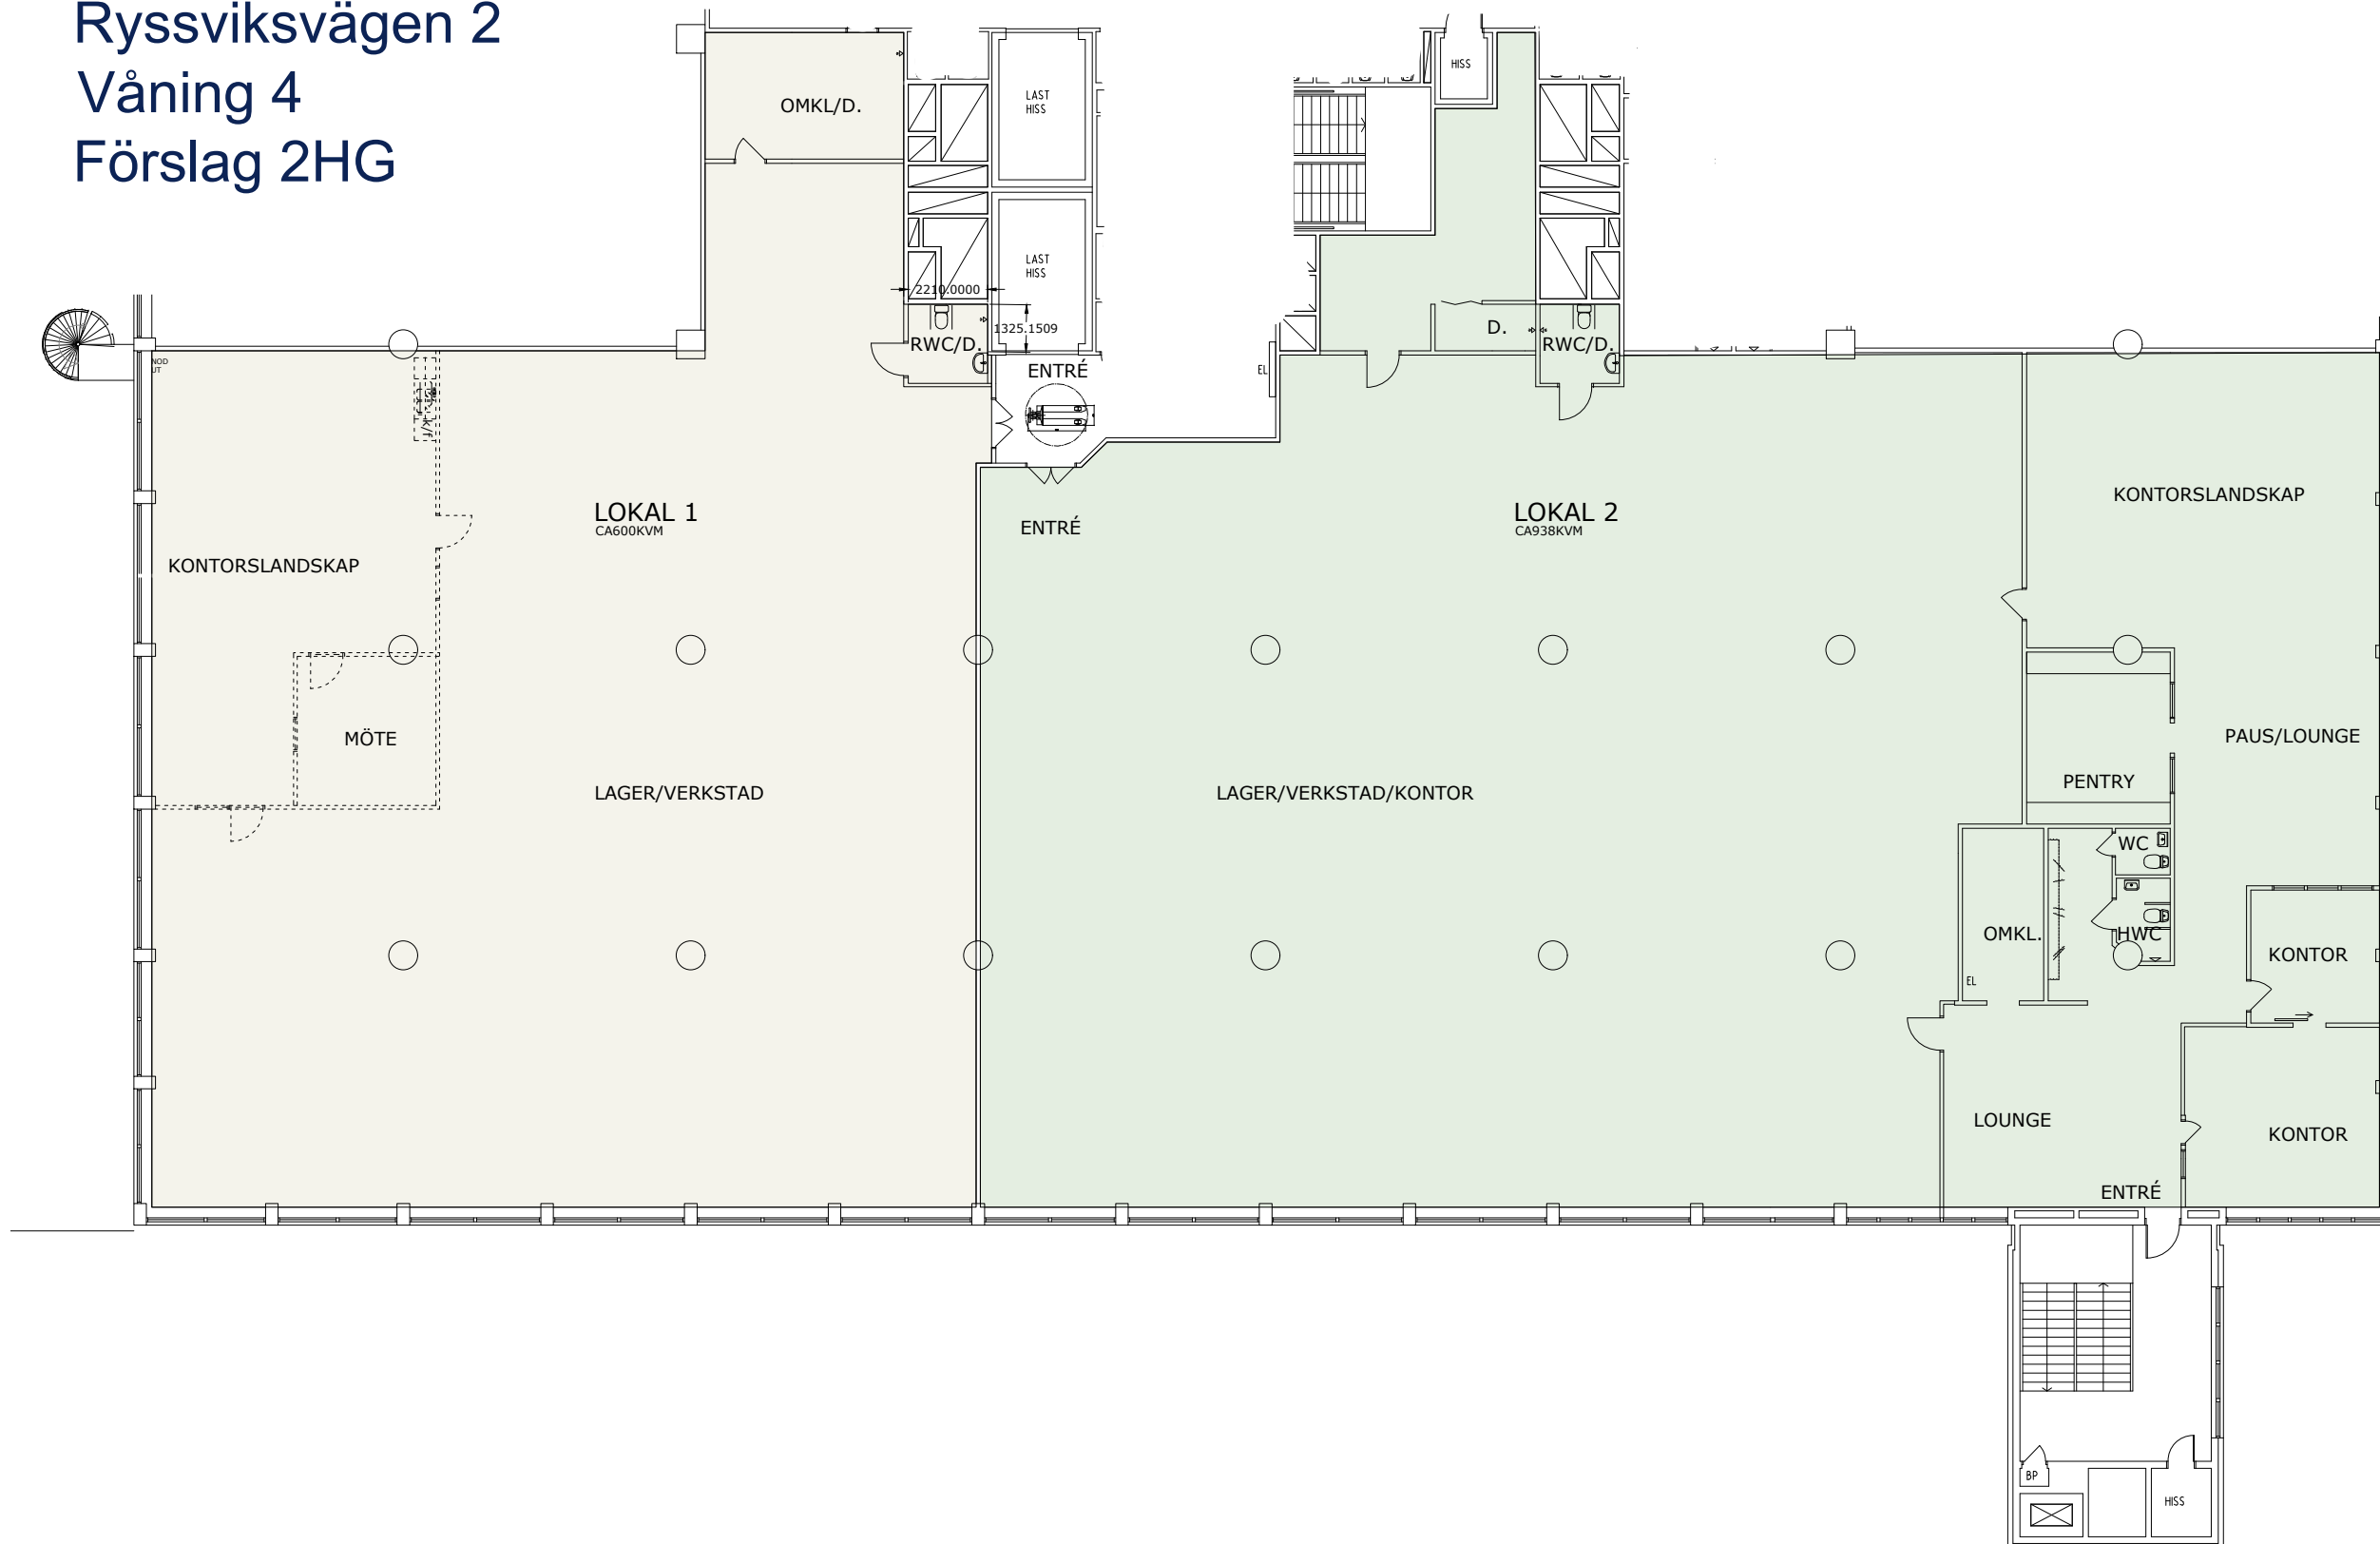 Ryssviksvägen 2
Våning 4
Förslag 2HG
OMKL/D.
LAST
HISS
HISS
LAST
HISS
2210.0000
1325.1509
RWC/D.
D.
RWC/D.
NOD
UT
ENTRÉ
EL
K/F
LOKAL 1
CA600KVM
ENTRÉ
LOKAL 2
CA938KVM
KONTORSLANDSKAP
KONTORSLANDSKAP
MÖTE
PAUS/LOUNGE
LAGER/VERKSTAD
LAGER/VERKSTAD/KONTOR
PENTRY
WC
OMKL.
HWC
KONTOR
EL
LOUNGE
KONTOR
ENTRÉ
BP
HISS